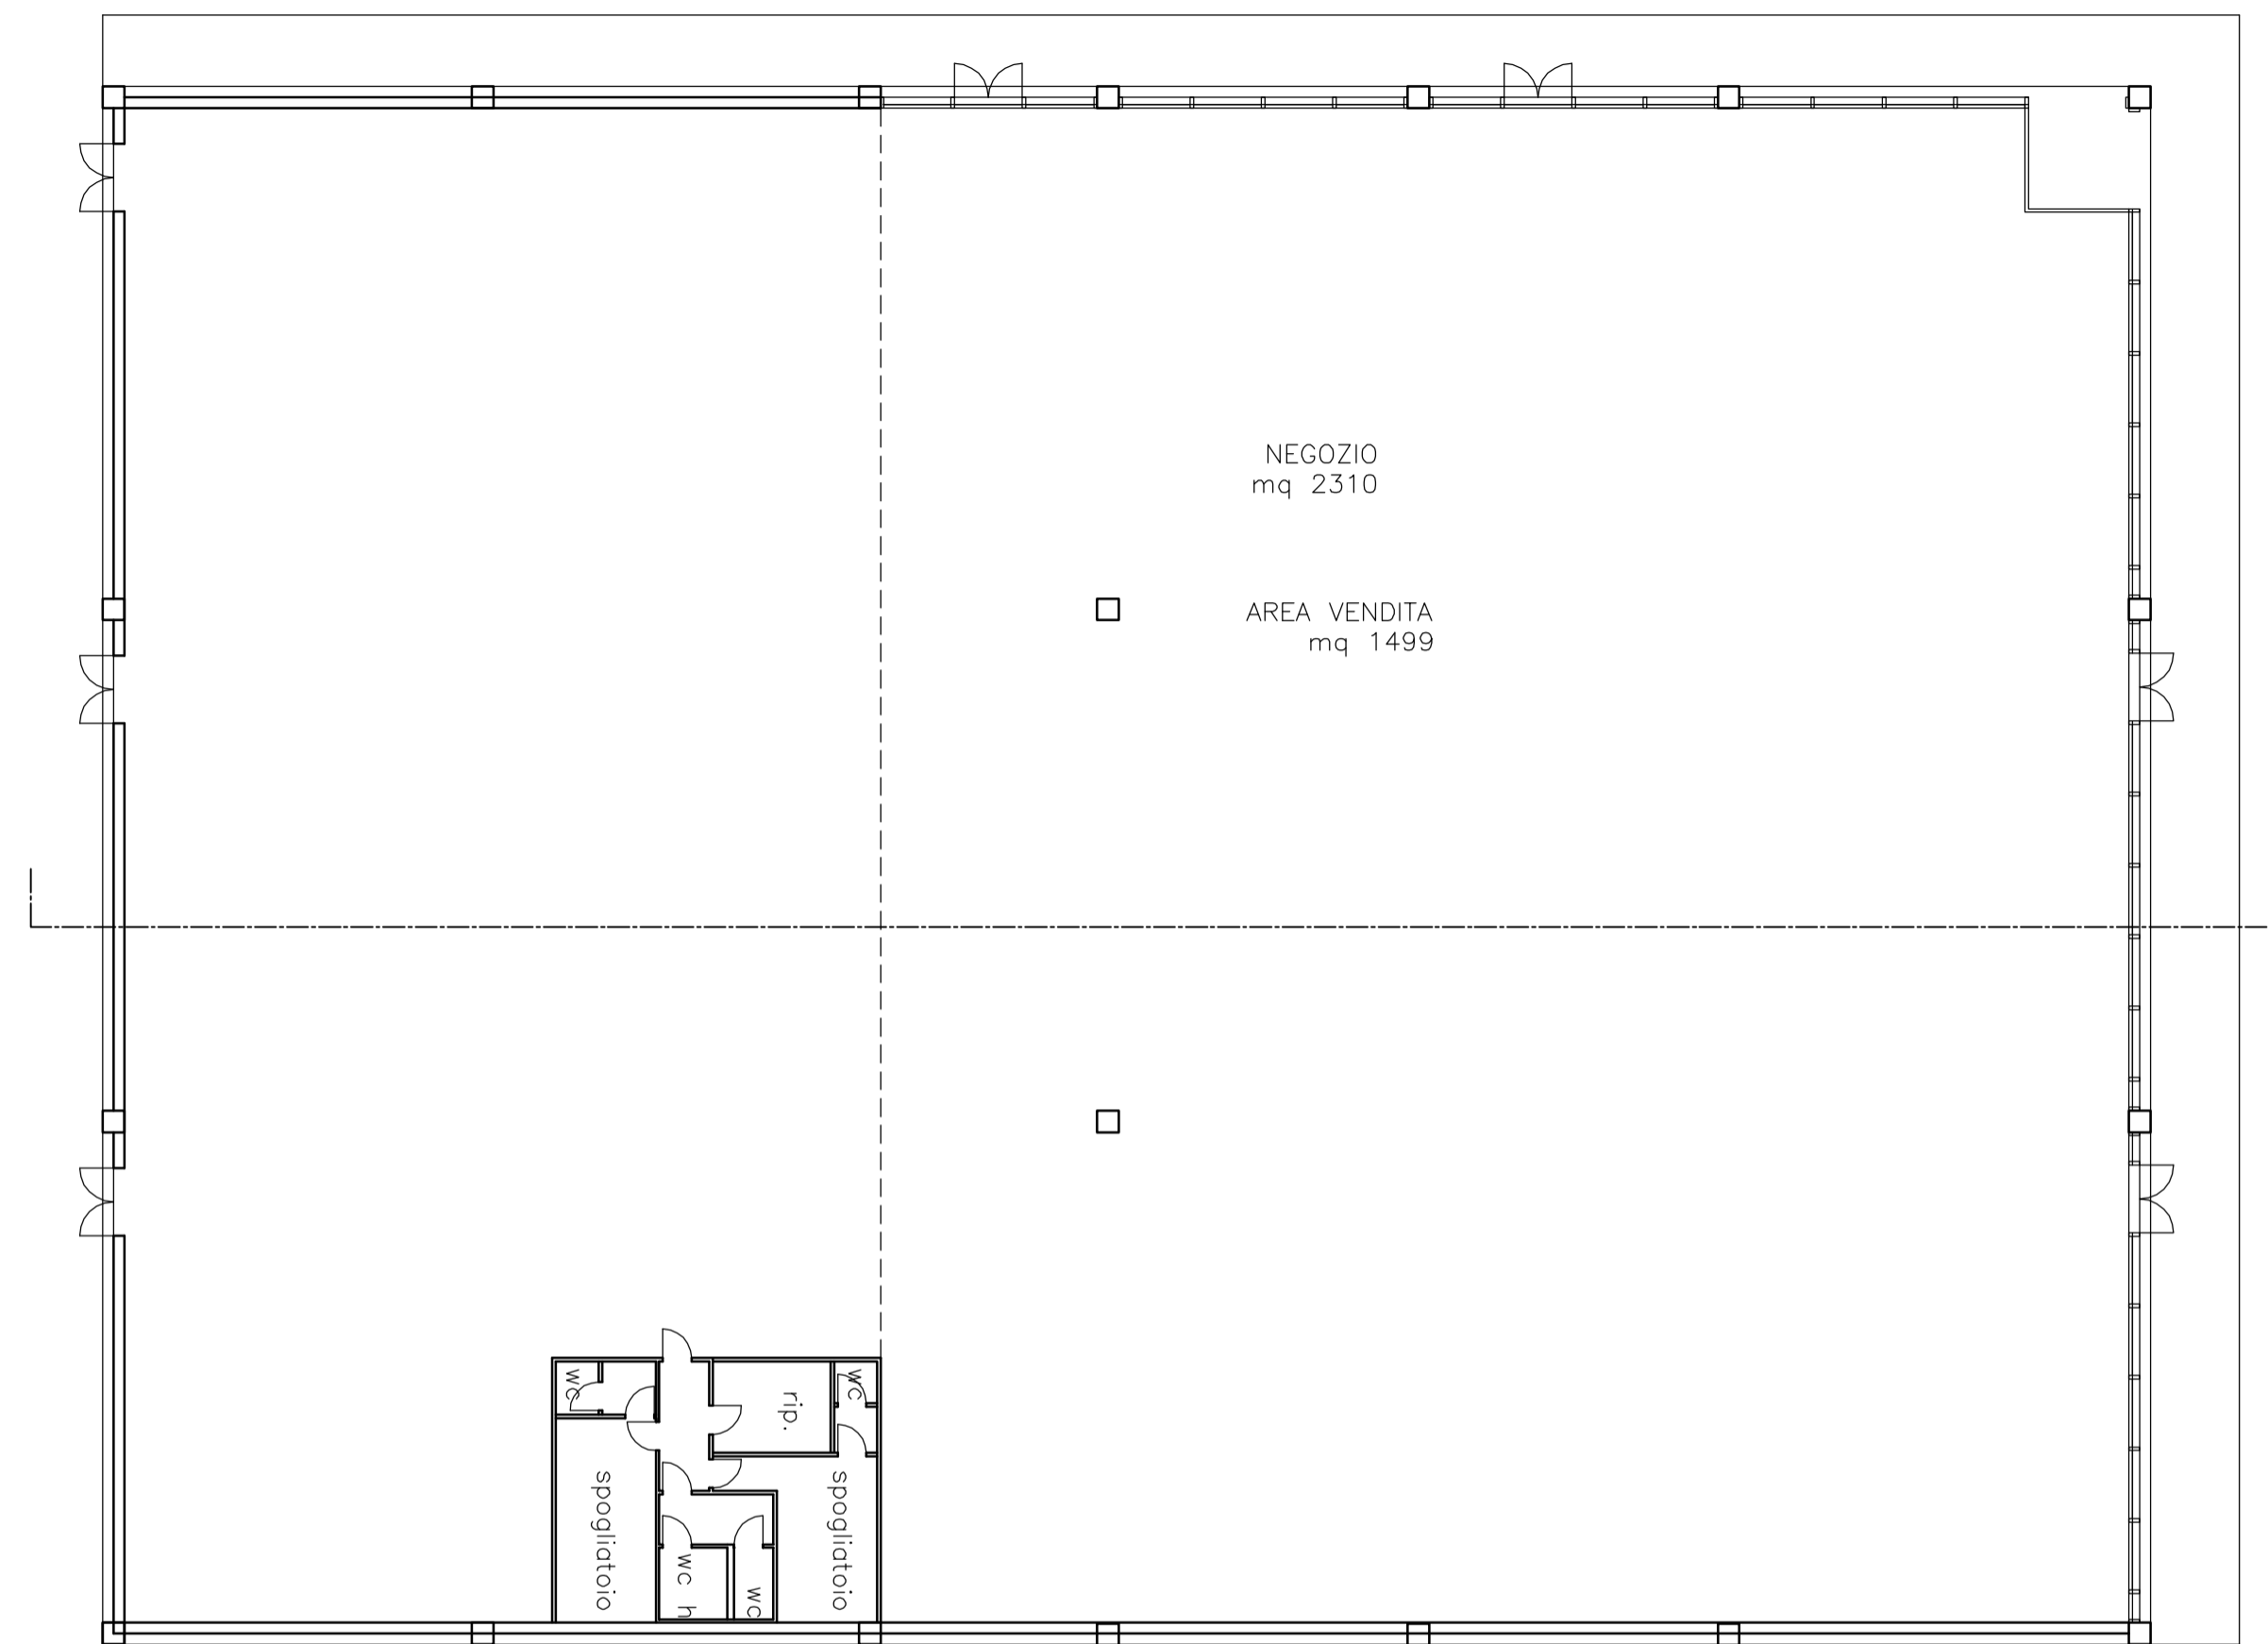 NEGOZIO
mq 2310
AREA VENDITA
mq 1499
wc
rip.
wc
spogliatoio
spogliatoio
wc h
wc